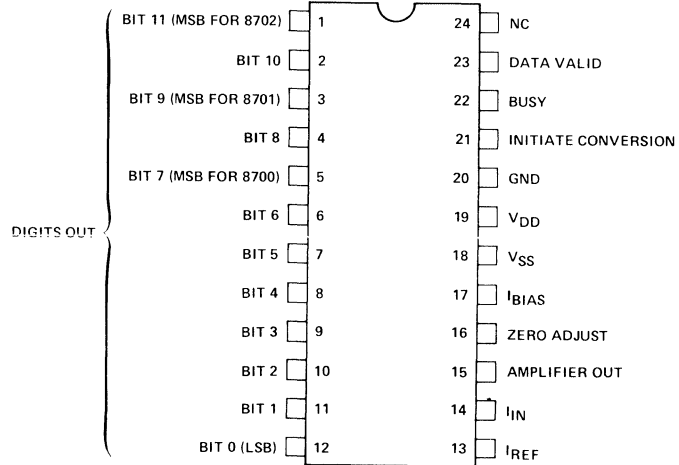 BIT 11 (MSB FOR 8702) 1 24 NC
BIT 10 2 23 DATA VALID
BIT 9 (MSB FOR 8701) 3 22 BUSY
BIT 8 4 21 INITIATE CONVERSION
BIT 7 (MSB FOR 8700) 5 20 GND
BIT 6 6 19 VDD
DIGITS OUT
BIT 5 7 18 VSS
BIT 4 8 17 IBIAS
BIT 3 9 16 ZERO ADJUST
BIT 2 10 15 AMPLIFIER OUT
BIT 1 11 14 IIN
BIT 0 (LSB) 12 13 IREF